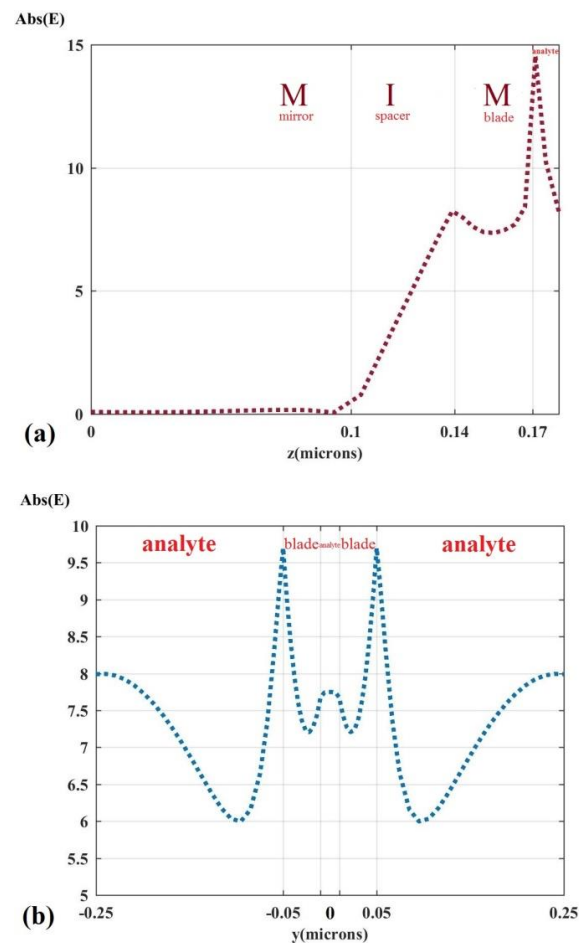 Abs(E)
15
analyte
M I M
mirror spacer blade
10
5
0
0 0.1 0.14 0.17
(a)
z(microns)
Abs(E)
10
analyte blade analyte blade analyte
9.5
9
8.5
8
7.5
7
6.5
6
5.5
5
-0.25 -0.05 0 0.05 0.25
(b)
y(microns)